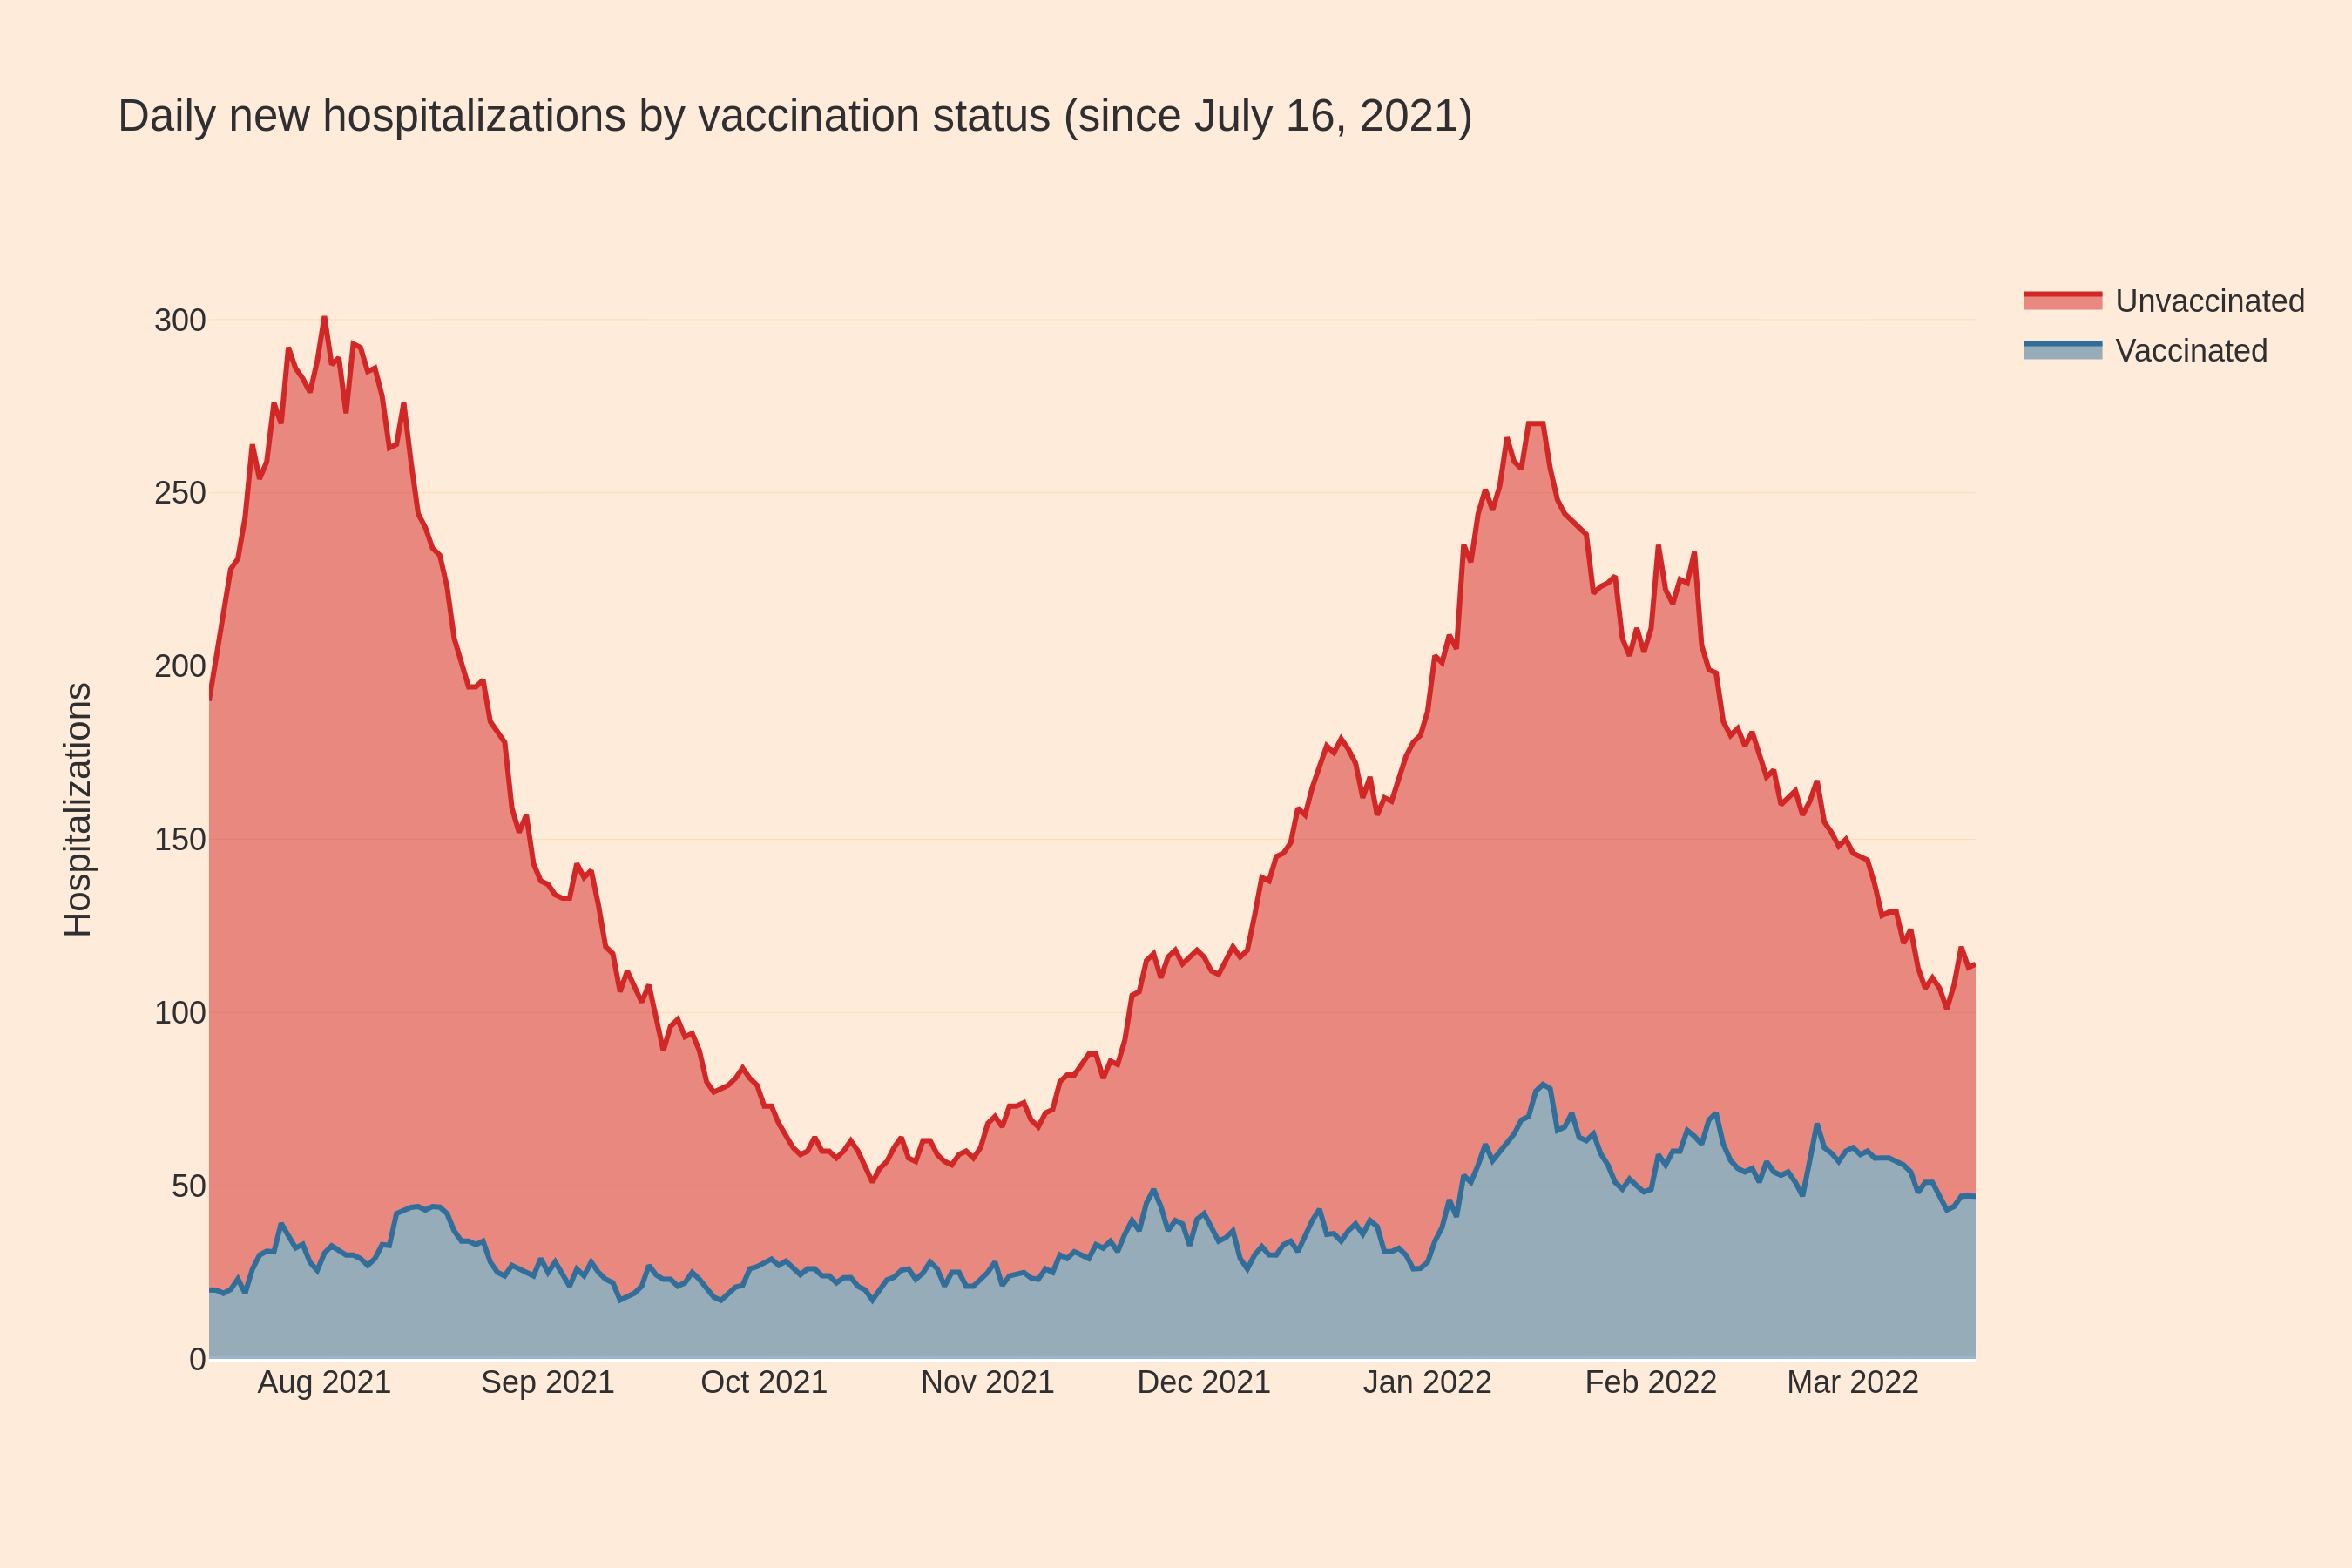 Daily new hospitalizations by vaccination status (since July 16, 2021)
Unvaccinated
Vaccinated
Hospitalizations
300
250
200
150
100
50
0
Aug 2021
Sep 2021
Oct 2021
Nov 2021
Dec 2021
Jan 2022
Feb 2022
Mar 2022